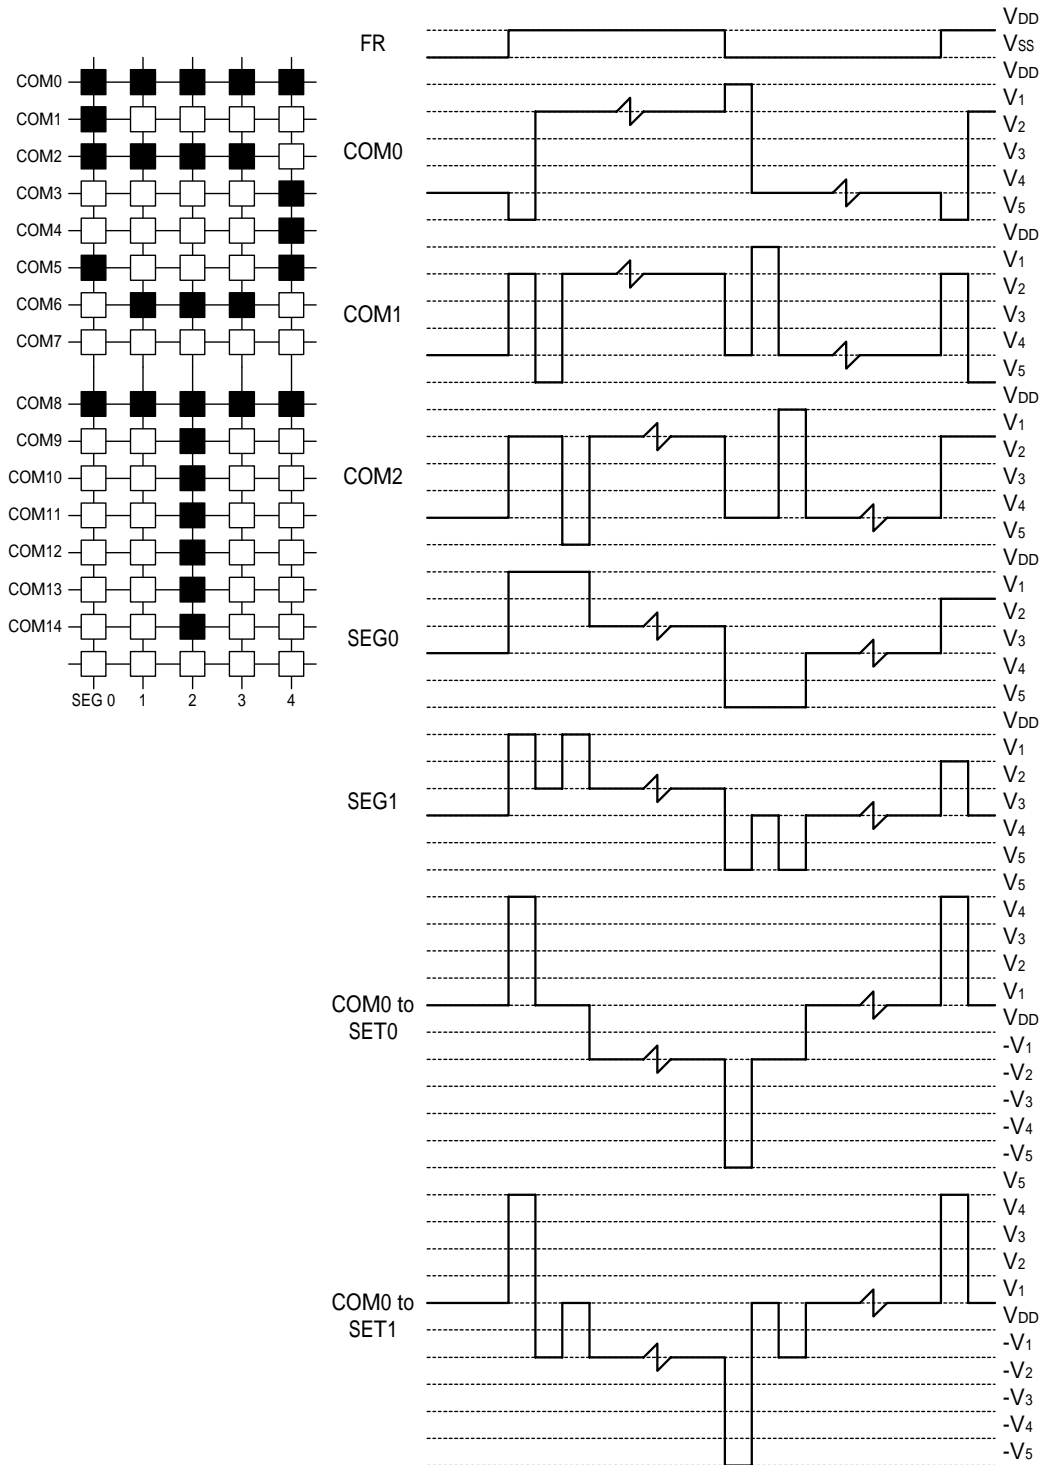 COM0
COM1
COM2
COM3
COM4
COM5
COM6
COM7
COM8
COM9
COM10
COM11
COM12
COM13
COM14
SEG 0 1 2 3 4
FR
VDD
VSS
COM0
VDD
V1
V2
V3
V4
V5
COM1
VDD
V1
V2
V3
V4
V5
COM2
VDD
V1
V2
V3
V4
V5
SEG0
VDD
V1
V2
V3
V4
V5
SEG1
VDD
V1
V2
V3
V4
V5
COM0 to
SET0
V5
V4
V3
V2
V1
VDD
-V1
-V2
-V3
-V4
-V5
COM0 to
SET1
V5
V4
V3
V2
V1
VDD
-V1
-V2
-V3
-V4
-V5